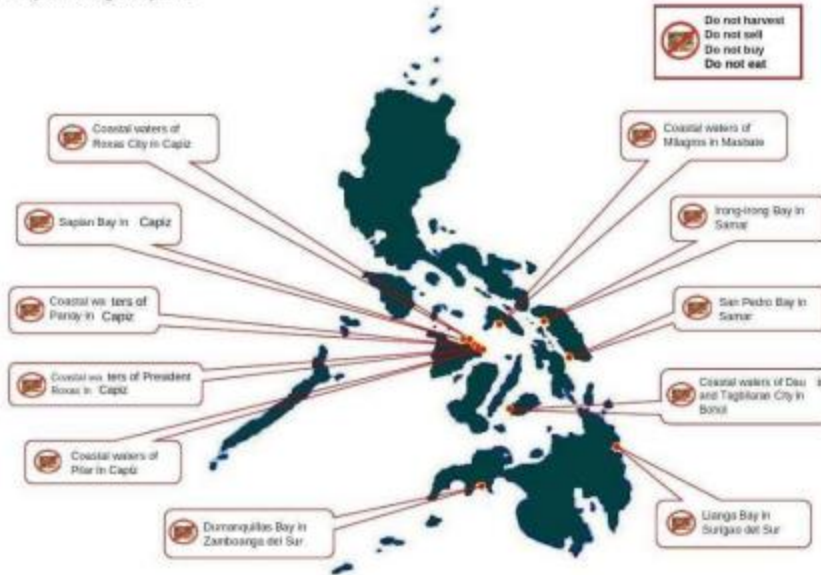 Do not harvest
Do not sell
Do not buy
Do not eat
Coastal waters of
Roxas City in Capiz
Coastal waters of
Milagros in Masbate
Sapian Bay in Capiz
Irong-irong Bay in
Samar
Coastal wa ters of
Panay in Capiz
San Pedro Bay in
Samar
Coastal wa ters of President
Roxas in Capiz
Coastal waters of Dau
and Tagbilaran City in
Bohol
Coastal waters of
Pilar in Capiz
Dumanquillas Bay in
Zamboanga del Sur
Lianga Bay in
Surigao del Sur